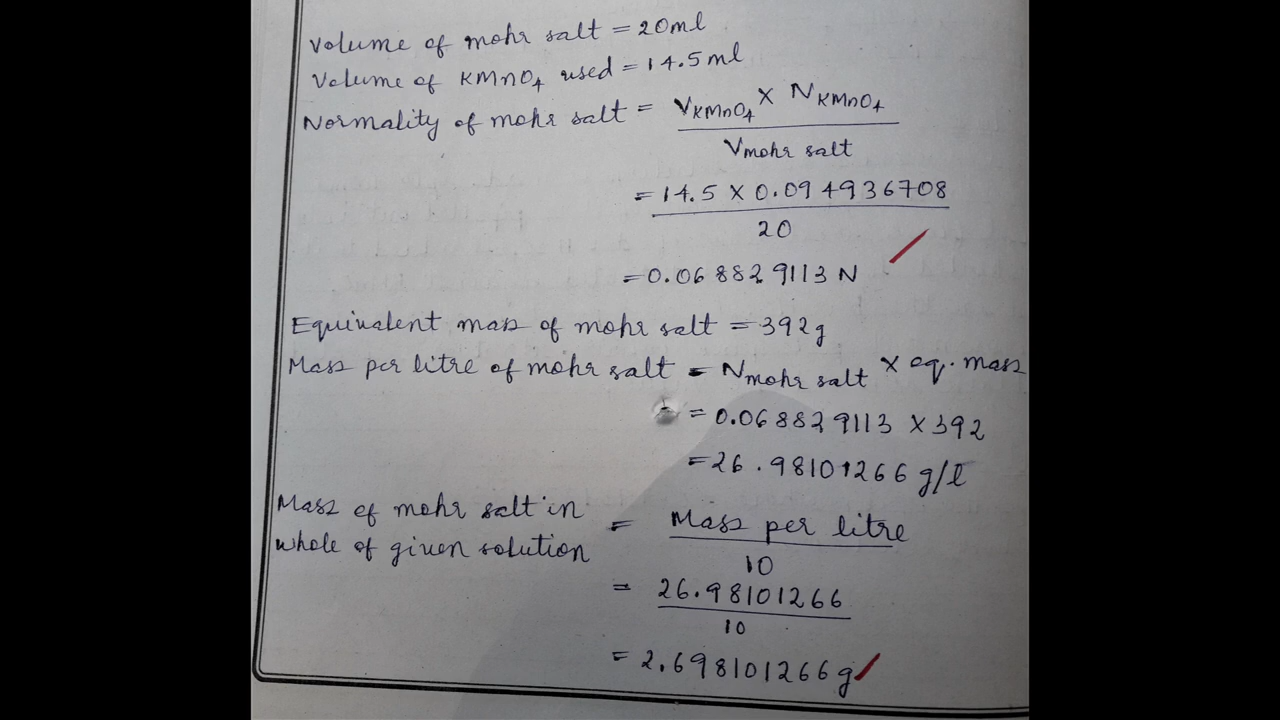 Volume of mohr salt = 20ml
Volume of KMnO4 used = 14.5ml
Normality of mohr salt = VKMnO4 X NKMnO4
Vmohr salt
= 14.5 X 0.094936708
20
= 0.068829113 N
Equivalent mass of mohr salt = 392g
Mass per litre of mohr salt = Nmohr salt X eq. mass
= 0.068829113 X 392
= 26.98101266 g/l
Mass of mohr salt in
whole of given solution = Mass per litre
10
= 26.98101266
10
= 2.698101266g